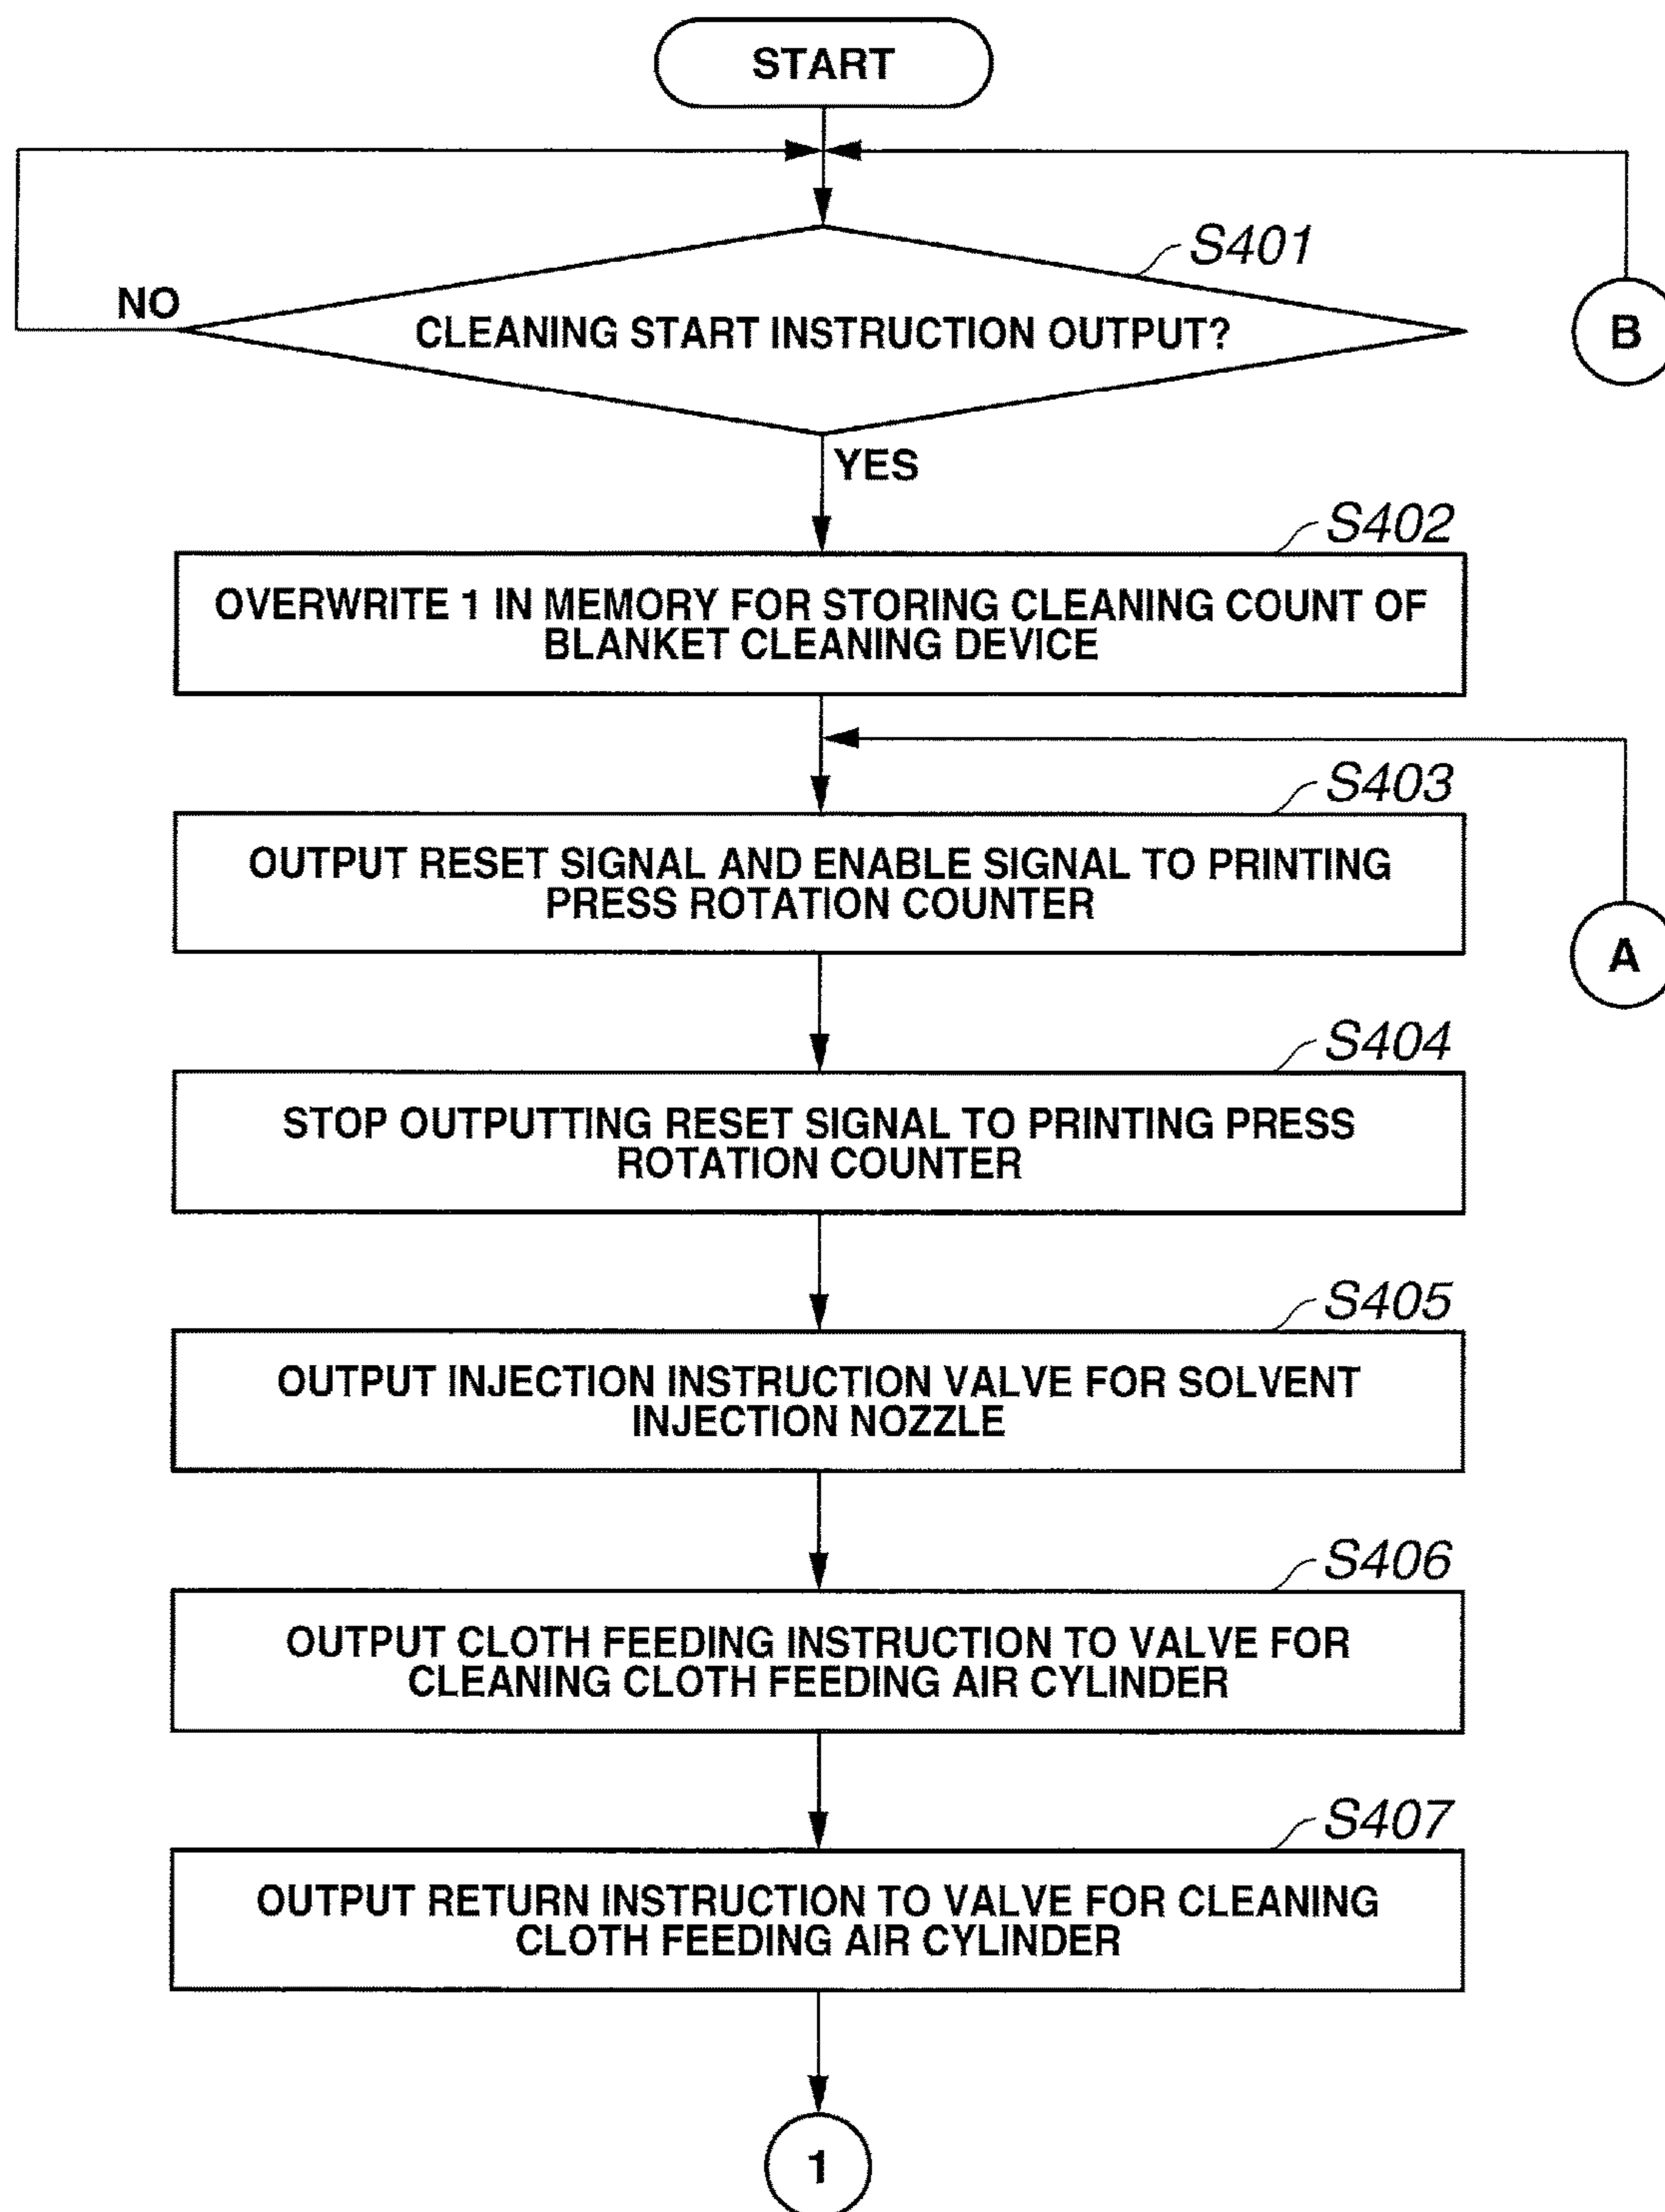 START
S401
NO
CLEANING START INSTRUCTION OUTPUT?
B
YES
S402
OVERWRITE 1 IN MEMORY FOR STORING CLEANING COUNT OF
BLANKET CLEANING DEVICE
S403
OUTPUT RESET SIGNAL AND ENABLE SIGNAL TO PRINTING
PRESS ROTATION COUNTER
A
S404
STOP OUTPUTTING RESET SIGNAL TO PRINTING PRESS
ROTATION COUNTER
S405
OUTPUT INJECTION INSTRUCTION VALVE FOR SOLVENT
INJECTION NOZZLE
S406
OUTPUT CLOTH FEEDING INSTRUCTION TO VALVE FOR
CLEANING CLOTH FEEDING AIR CYLINDER
S407
OUTPUT RETURN INSTRUCTION TO VALVE FOR CLEANING
CLOTH FEEDING AIR CYLINDER
1